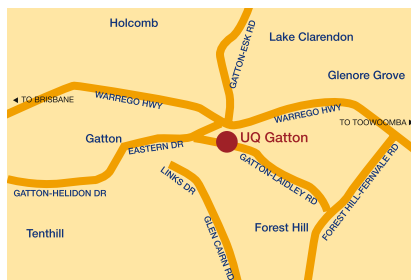 Holcomb
GATTON-ESK RD
Lake Clarendon
Glenore Grove
TO BRISBANE
WARREGO HWY
WARREGO HWY
TO TOOWOOMBA
Gatton
EASTERN DR
UQ Gatton
GATTON-LAIDLEY RD
FOREST HILL-FERNVALE RD
LINKS DR
GATTON-HELIDON DR
GLEN CAIRN RD
Forest Hill
Tenthill